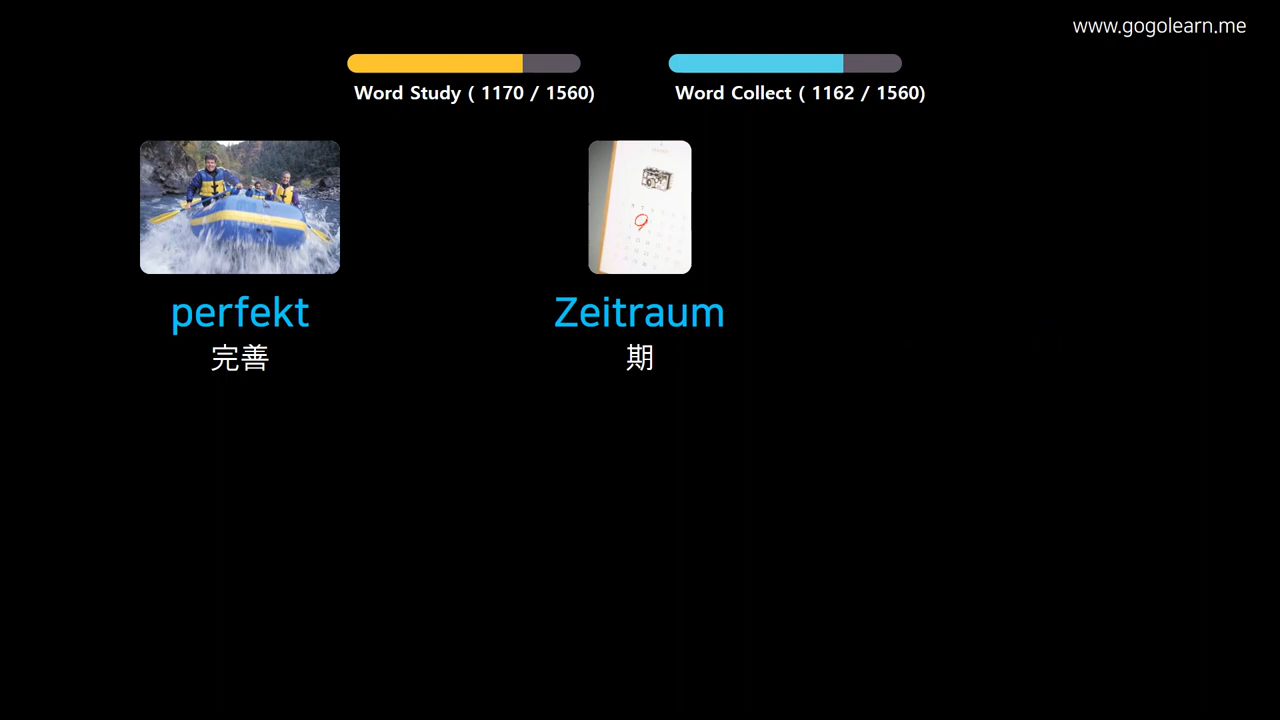 www.gogolearn.me
Word Study ( 1170 / 1560)
Word Collect ( 1162 / 1560)
perfekt
完善
Zeitraum
期